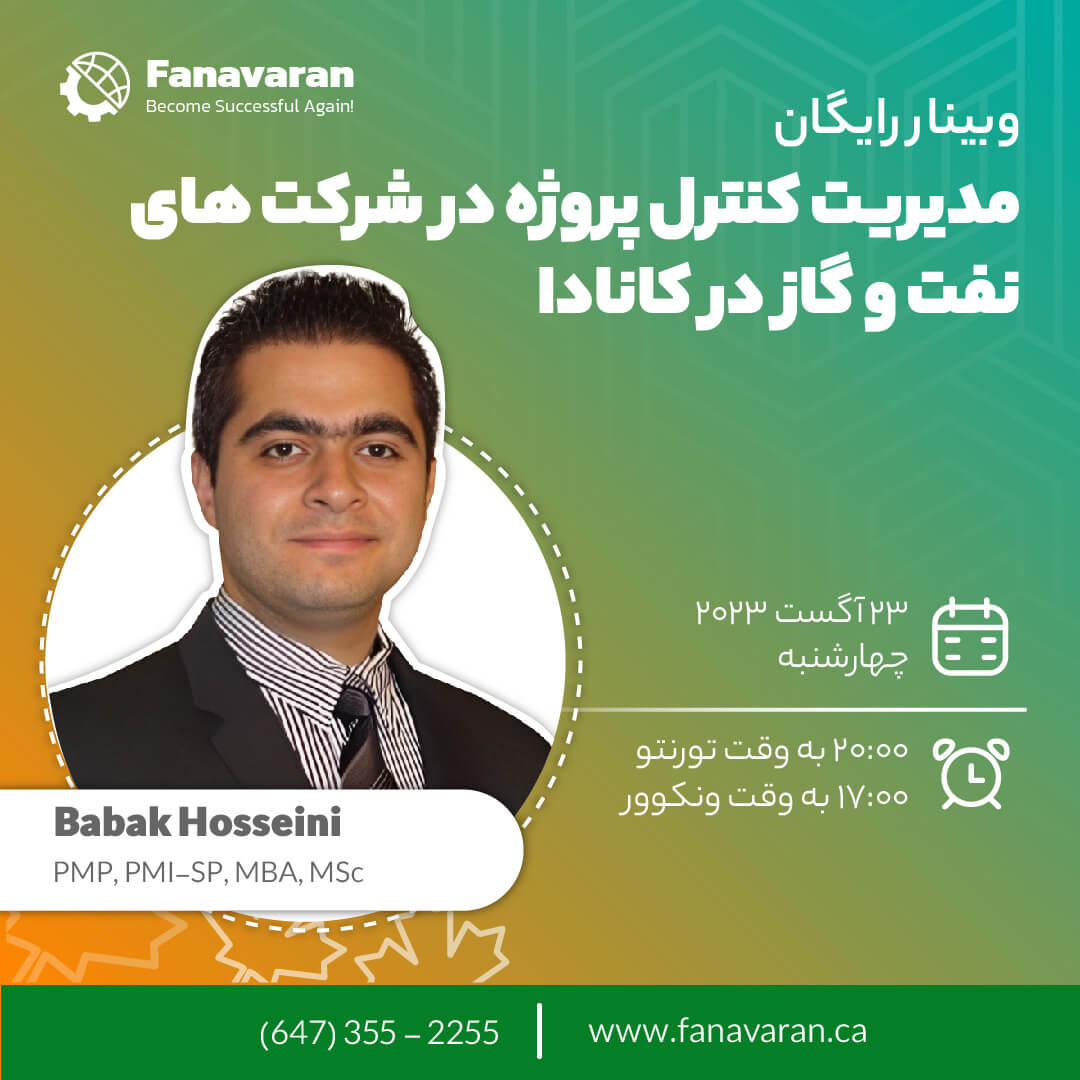 Fanavaran
Become Successful Again!
وبینار رایگان
مدیریت کنترل پروژه در شرکت های
نفت و گاز در کانادا
۲۳ آگست ۲۰۲۳
چهارشنبه
۲۰:۰۰ به وقت تورنتو
۱۷:۰۰ به وقت ونکوور
Babak Hosseini
PMP, PMI-SP, MBA, MSc
(647) 355 - 2255
www.fanavaran.ca